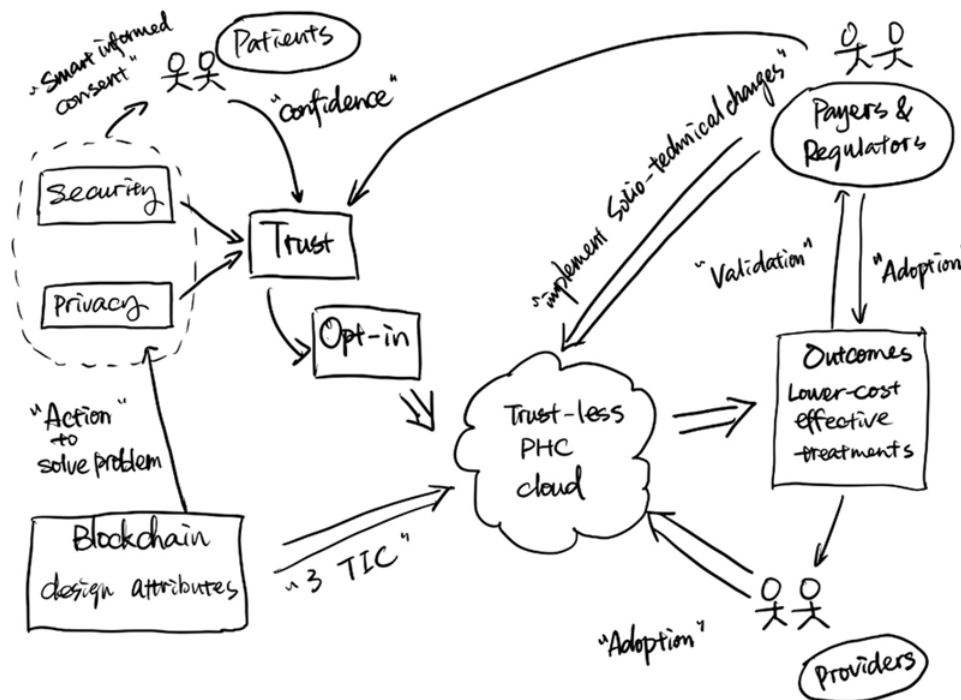 "Smart informed
consent"
Patients
"confidence"
Payers &
Regulators
Security
Privacy
Trust
Opt-in
"implement Socio-technical changes"
"Validation"
"Adoption"
Outcomes
Lower-cost
effective
treatments
Trust-less
PHC
cloud
"Action"
to
solve problem
Blockchain
design attributes
"3 TIC"
"Adoption"
Providers